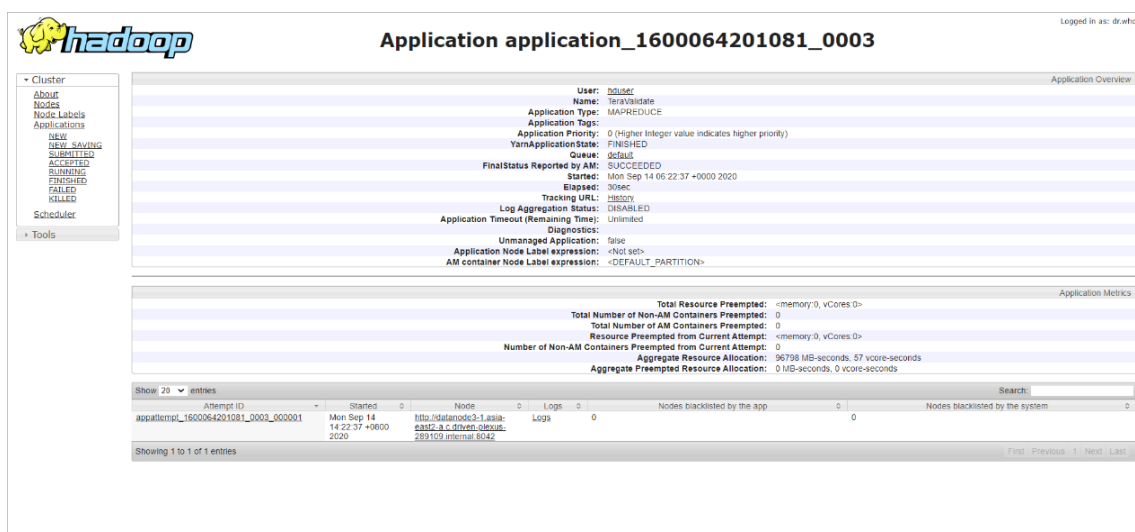 Logged in as: dr.who
hadoop
Application application_1600064201081_0003
Cluster
About
Nodes
Node Labels
Applications
NEW
NEW_SAVING
SUBMITTED
ACCEPTED
RUNNING
FINISHED
FAILED
KILLED
Scheduler
Tools
Application Overview
User: hduser
Name: TeraValidate
Application Type: MAPREDUCE
Application Tags:
Application Priority: 0 (Higher Integer value indicates higher priority)
YarnApplicationState: FINISHED
Queue: default
FinalStatus Reported by AM: SUCCEEDED
Started: Mon Sep 14 06:22:37 +0000 2020
Elapsed: 30sec
Tracking URL: History
Log Aggregation Status: DISABLED
Application Timeout (Remaining Time): Unlimited
Diagnostics:
Unmanaged Application: false
Application Node Label expression: <Not set>
AM container Node Label expression: <DEFAULT_PARTITION>
Application Metrics
Total Resource Preempted: <memory:0, vCores:0>
Total Number of Non-AM Containers Preempted: 0
Total Number of AM Containers Preempted: 0
Resource Preempted from Current Attempt: <memory:0, vCores:0>
Number of Non-AM Containers Preempted from Current Attempt: 0
Aggregate Resource Allocation: 96798 MB-seconds, 57 vcore-seconds
Aggregate Preempted Resource Allocation: 0 MB-seconds, 0 vcore-seconds
Show 20 entries Search:
Attempt ID Started Node Logs Nodes blacklisted by the app Nodes blacklisted by the system
appattempt_1600064201081_0003_000001 Mon Sep 14 http://datanode3-1.asia- Logs 0 0
14:22:37 +0800 east2-a.c.driven-plexus-
2020 289109.internal:8042
Showing 1 to 1 of 1 entries First Previous 1 Next Last